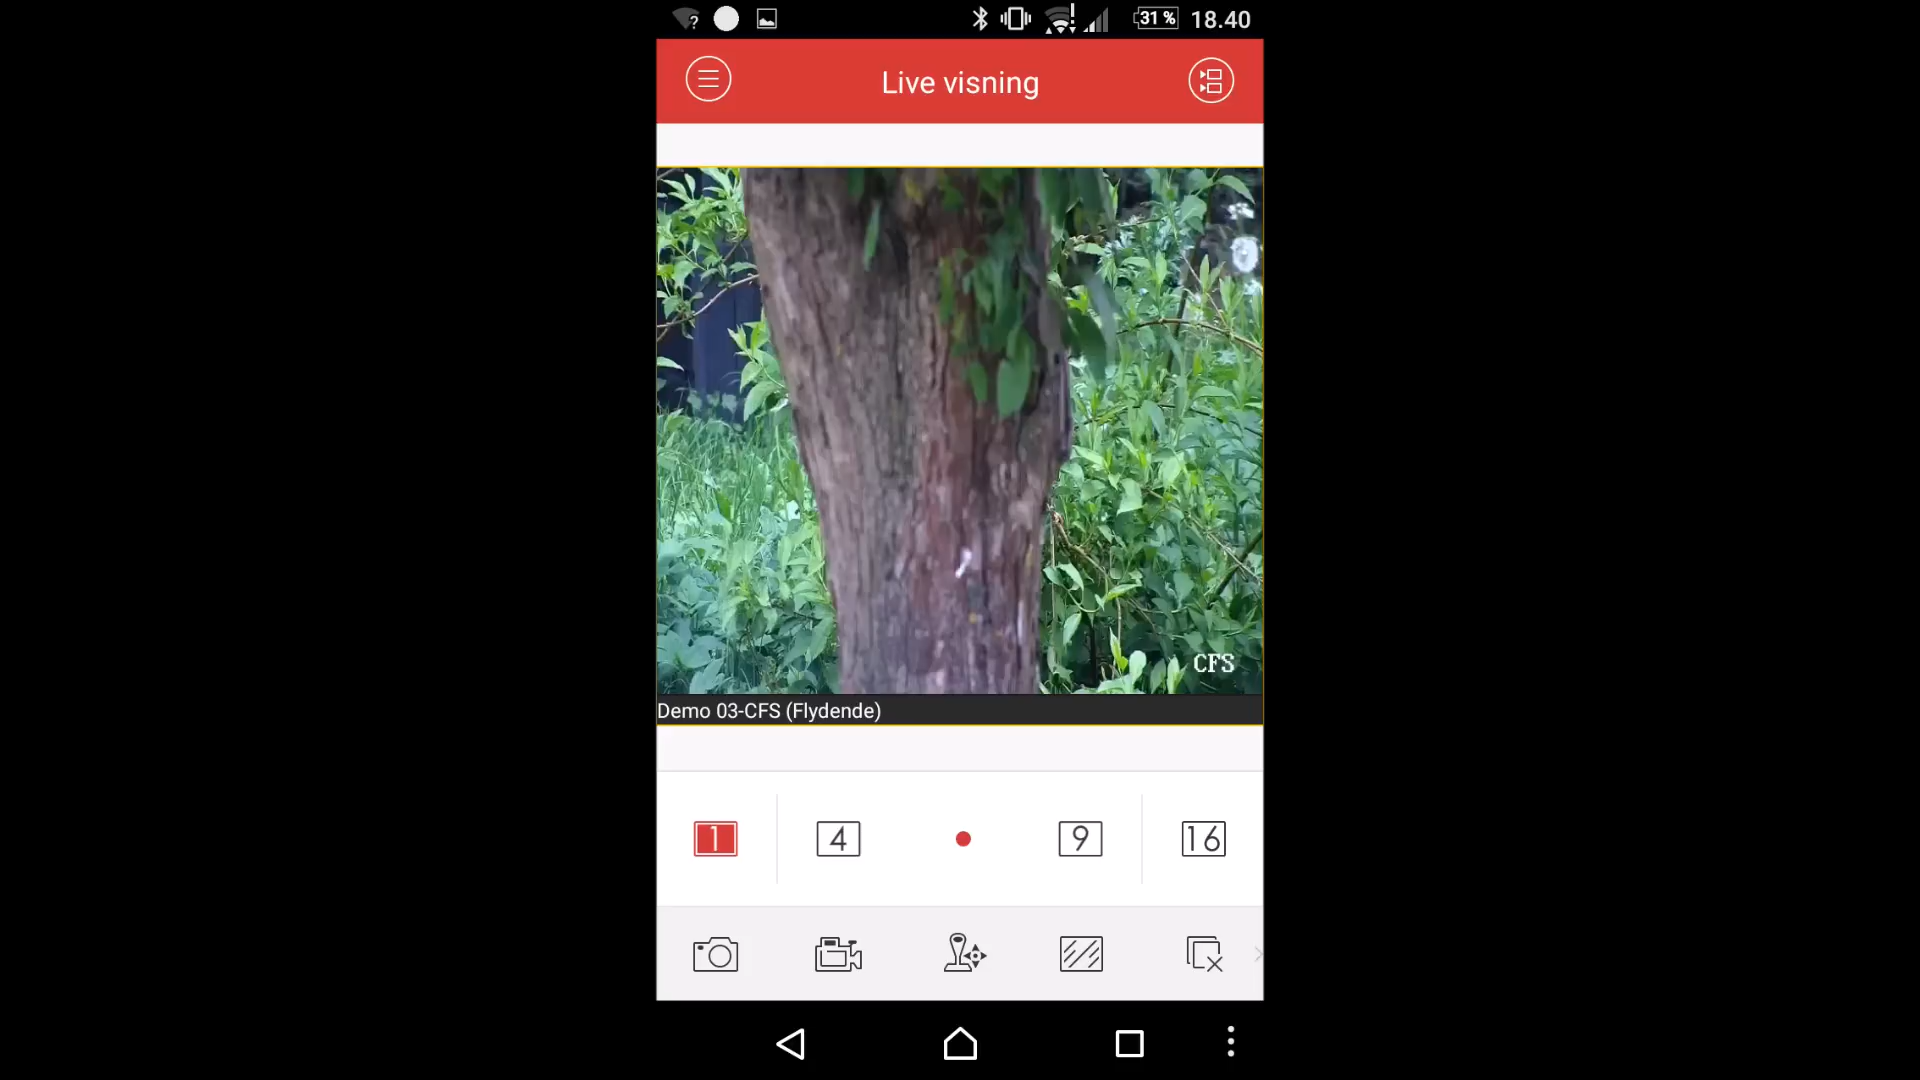 31 % 18.40
Live visning
CFS
Demo 03-CFS (Flydende)
1 4 9 16